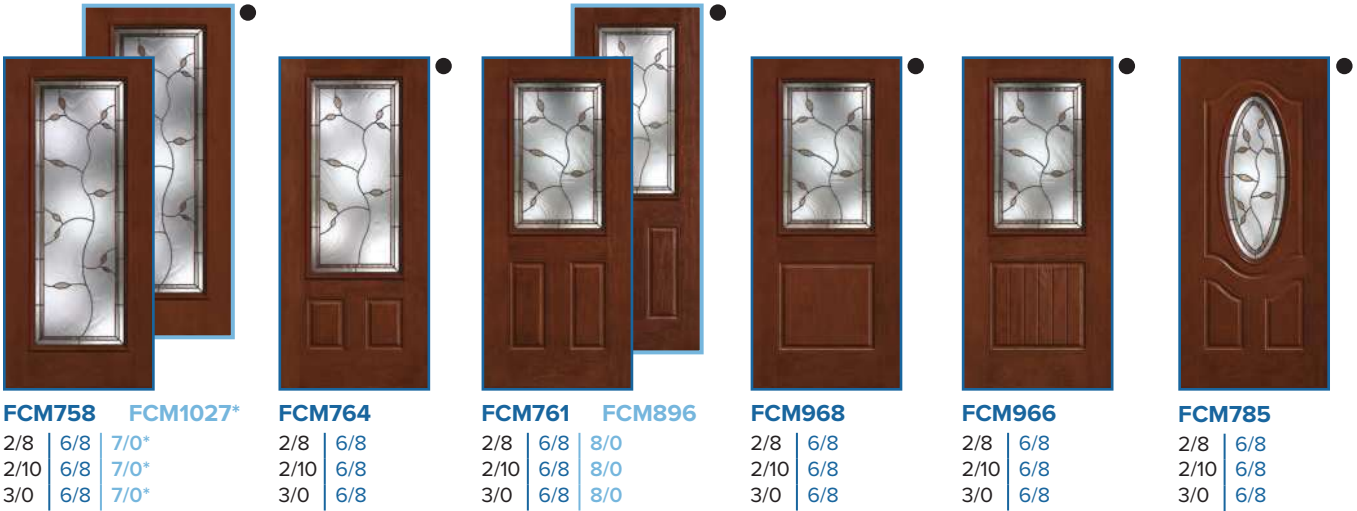 FCM758 FCM1027*
2/8 6/8 7/0*
2/10 6/8 7/0*
3/0 6/8 7/0*
FCM764
2/8 6/8
2/10 6/8
3/0 6/8
FCM761 FCM896
2/8 6/8 8/0
2/10 6/8 8/0
3/0 6/8 8/0
FCM968
2/8 6/8
2/10 6/8
3/0 6/8
FCM966
2/8 6/8
2/10 6/8
3/0 6/8
FCM785
2/8 6/8
2/10 6/8
3/0 6/8